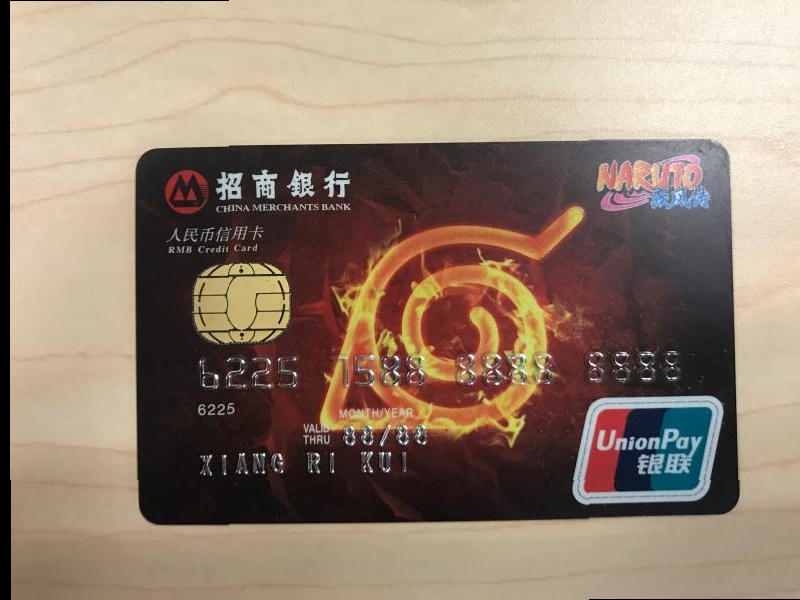 招商银行
CHINA MERCHANTS BANK
NARUTO
疾风传
人民币信用卡
RMB Credit Card
6225 7588 8888 8888
6225
MONTH/YEAR
VALID THRU 88/88
XIANG RI KUI
UnionPay
银联